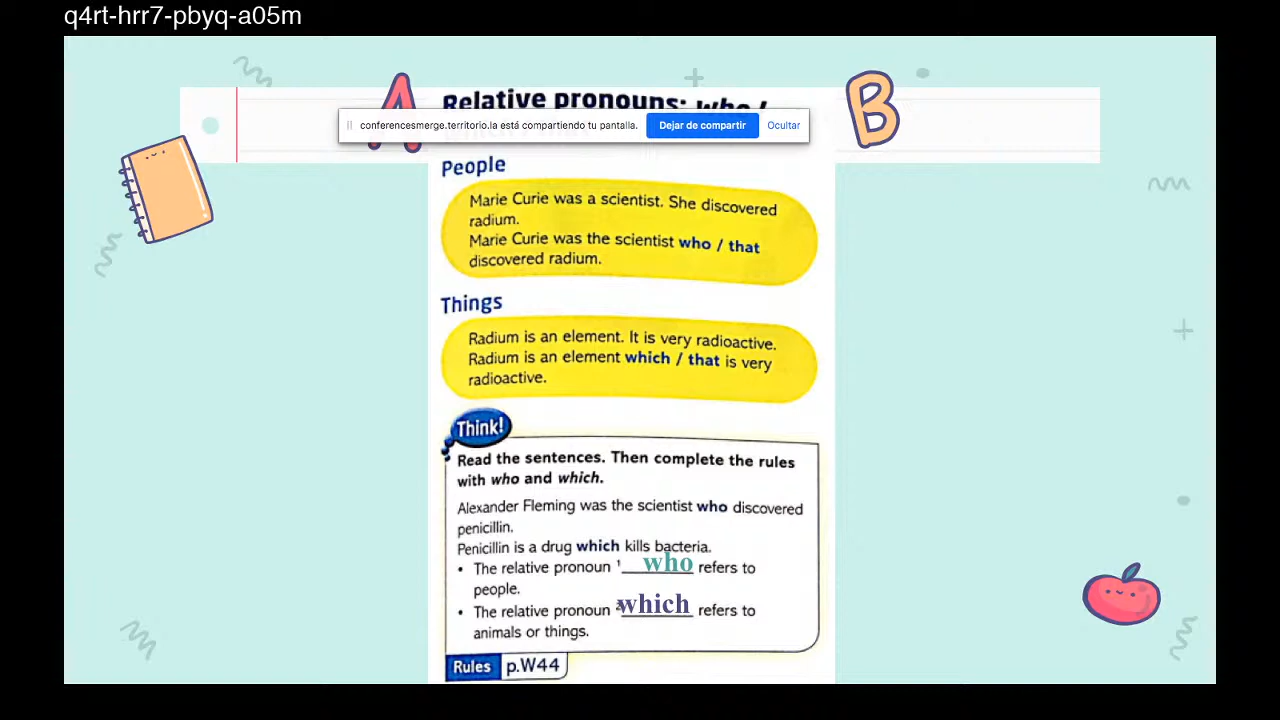 q4rt-hrr7-pbyq-a05m
A
B
Relative pronouns: who /
conferencesmerge.territorio.la está compartiendo tu pantalla. Dejar de compartir Ocultar
People
Marie Curie was a scientist. She discovered
radium.
Marie Curie was the scientist who / that
discovered radium.
Things
Radium is an element. It is very radioactive.
Radium is an element which / that is very
radioactive.
Think!
Read the sentences. Then complete the rules
with who and which.
Alexander Fleming was the scientist who discovered
penicillin.
Penicillin is a drug which kills bacteria.
• The relative pronoun ¹ who refers to
people.
• The relative pronoun ² which refers to
animals or things.
Rules p.W44